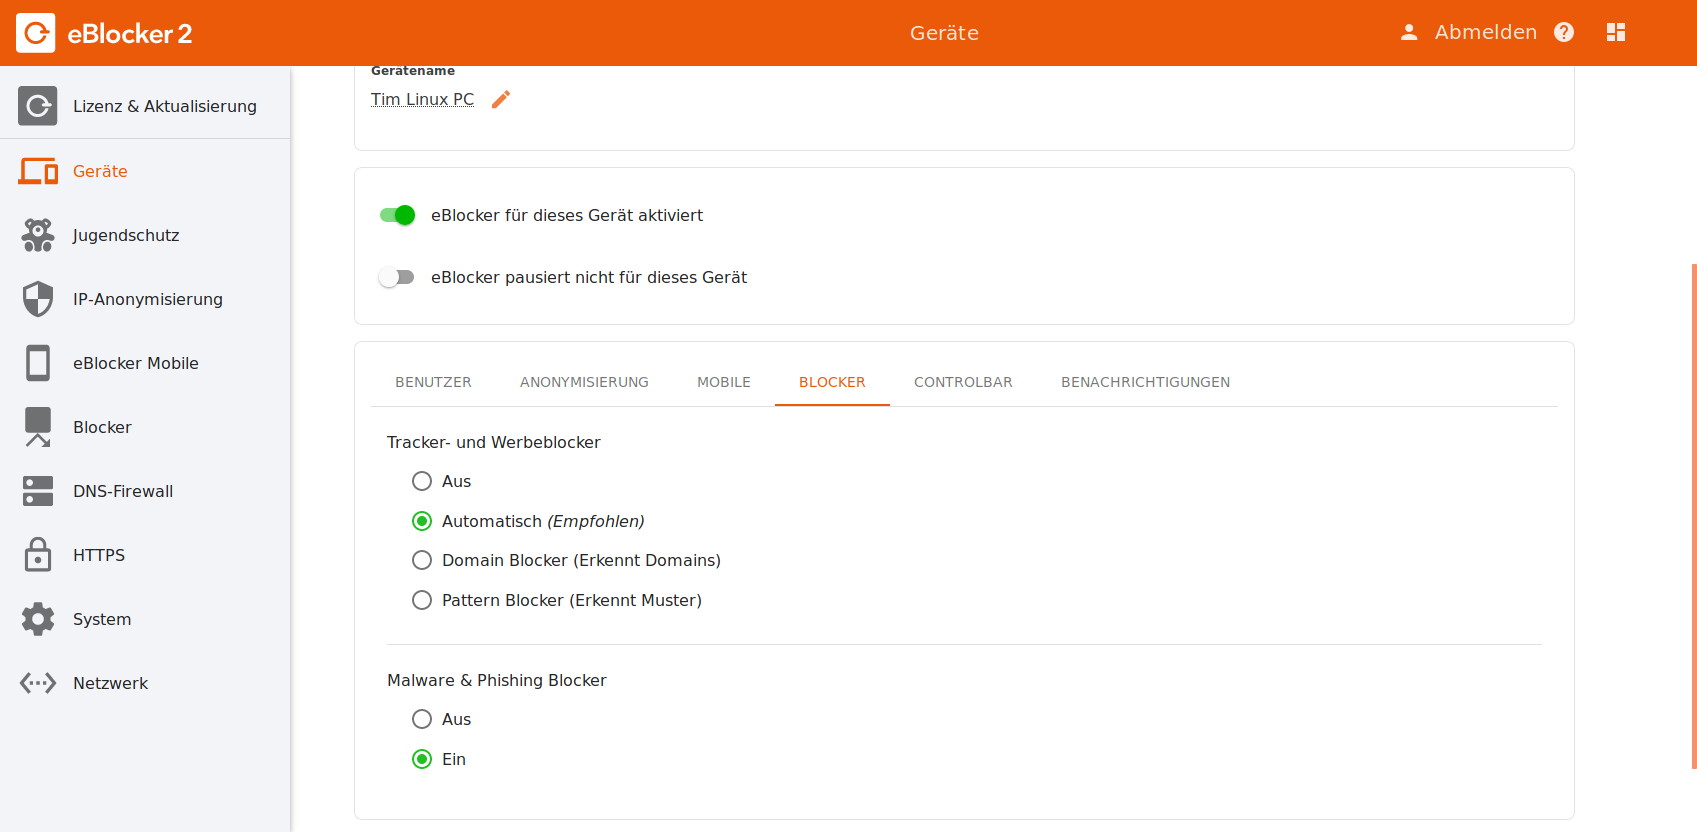 eBlocker 2
Geräte
Abmelden
Lizenz & Aktualisierung
Geräte
Jugendschutz
IP-Anonymisierung
eBlocker Mobile
Blocker
DNS-Firewall
HTTPS
System
Netzwerk
Gerätename
Tim Linux PC
eBlocker für dieses Gerät aktiviert
eBlocker pausiert nicht für dieses Gerät
BENUTZER ANONYMISIERUNG MOBILE BLOCKER CONTROLBAR BENACHRICHTIGUNGEN
Tracker- und Werbeblocker
Aus
Automatisch (Empfohlen)
Domain Blocker (Erkennt Domains)
Pattern Blocker (Erkennt Muster)
Malware & Phishing Blocker
Aus
Ein